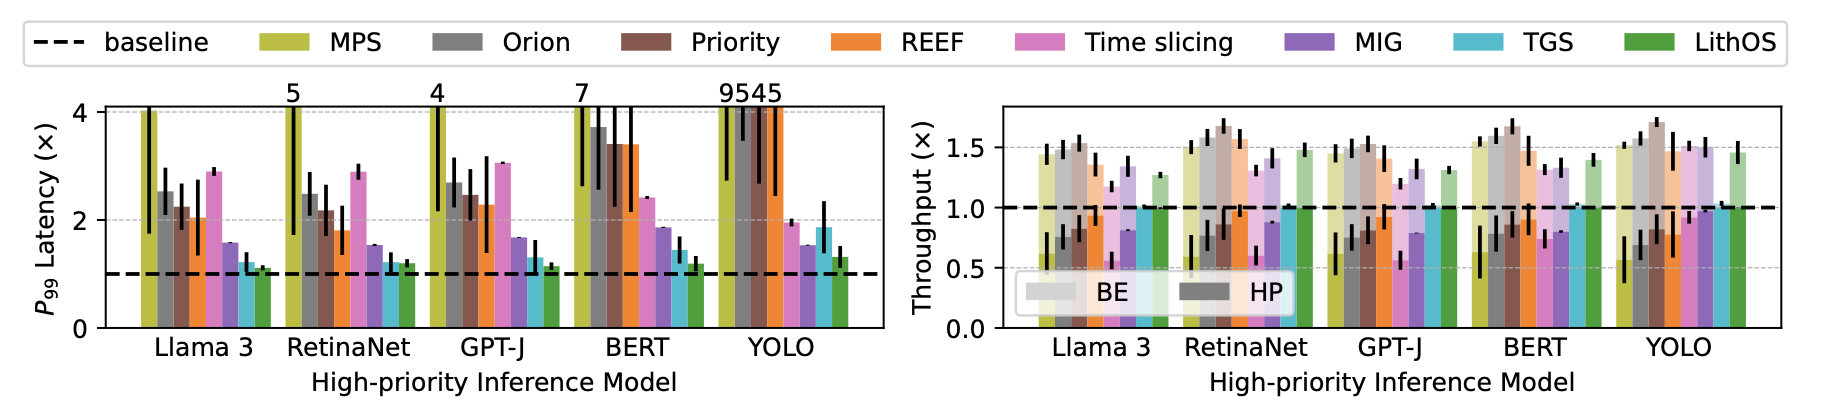 baseline MPS Orion Priority REEF Time slicing MIG TGS LithOS
5 4 7 9545
P99 Latency (×)
4
2
0
Llama 3 RetinaNet GPT-J BERT YOLO
High-priority Inference Model
Throughput (×)
1.5
1.0
0.5
0.0
BE HP
Llama 3 RetinaNet GPT-J BERT YOLO
High-priority Inference Model